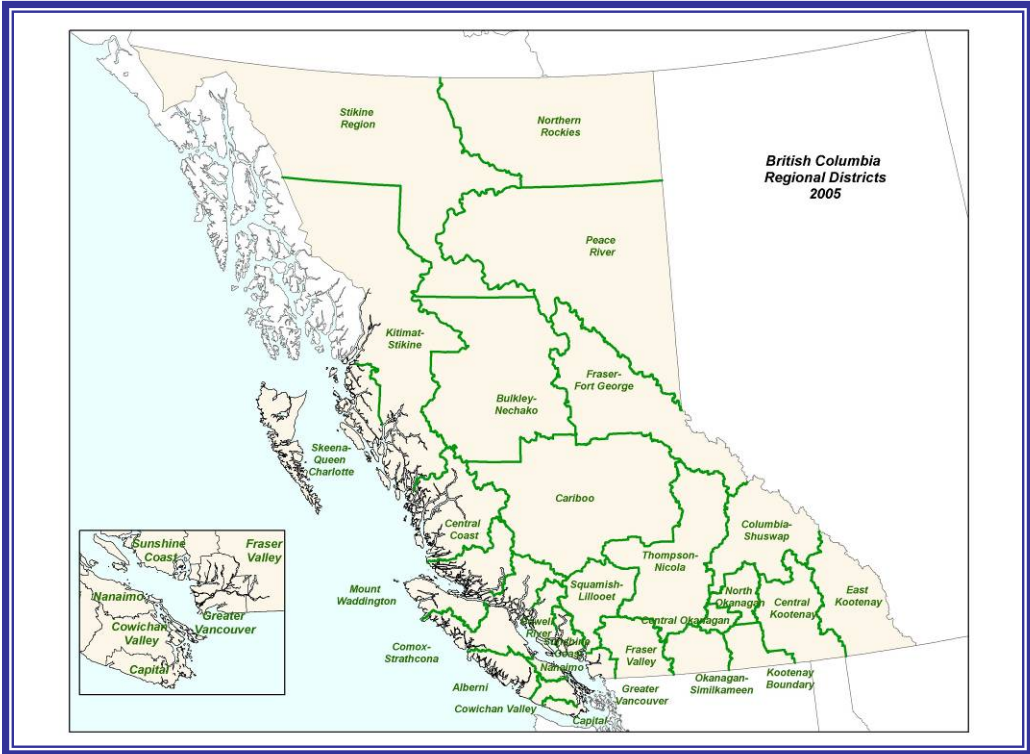 Stikine
Region
Northern
Rockies
British Columbia
Regional Districts
2005
Peace
River
Kitimat-
Stikine
Fraser-
Fort George
Bulkley-
Nechako
Skeena-
Queen
Charlotte
Cariboo
Central
Coast
Columbia-
Shuswap
Thompson-
Nicola
Mount
Waddington
Squamish-
Lillooet
North
Okanagan
Central
Kootenay
East
Kootenay
Powell
River
Central Okanagan
Sunshine
Coast
Comox-
Strathcona
Fraser
Valley
Nanaimo
Alberni
Greater
Vancouver
Okanagan-
Similkameen
Kootenay
Boundary
Cowichan Valley
Capital
Sunshine
Coast
Fraser
Valley
Nanaimo
Greater
Vancouver
Cowichan
Valley
Capital